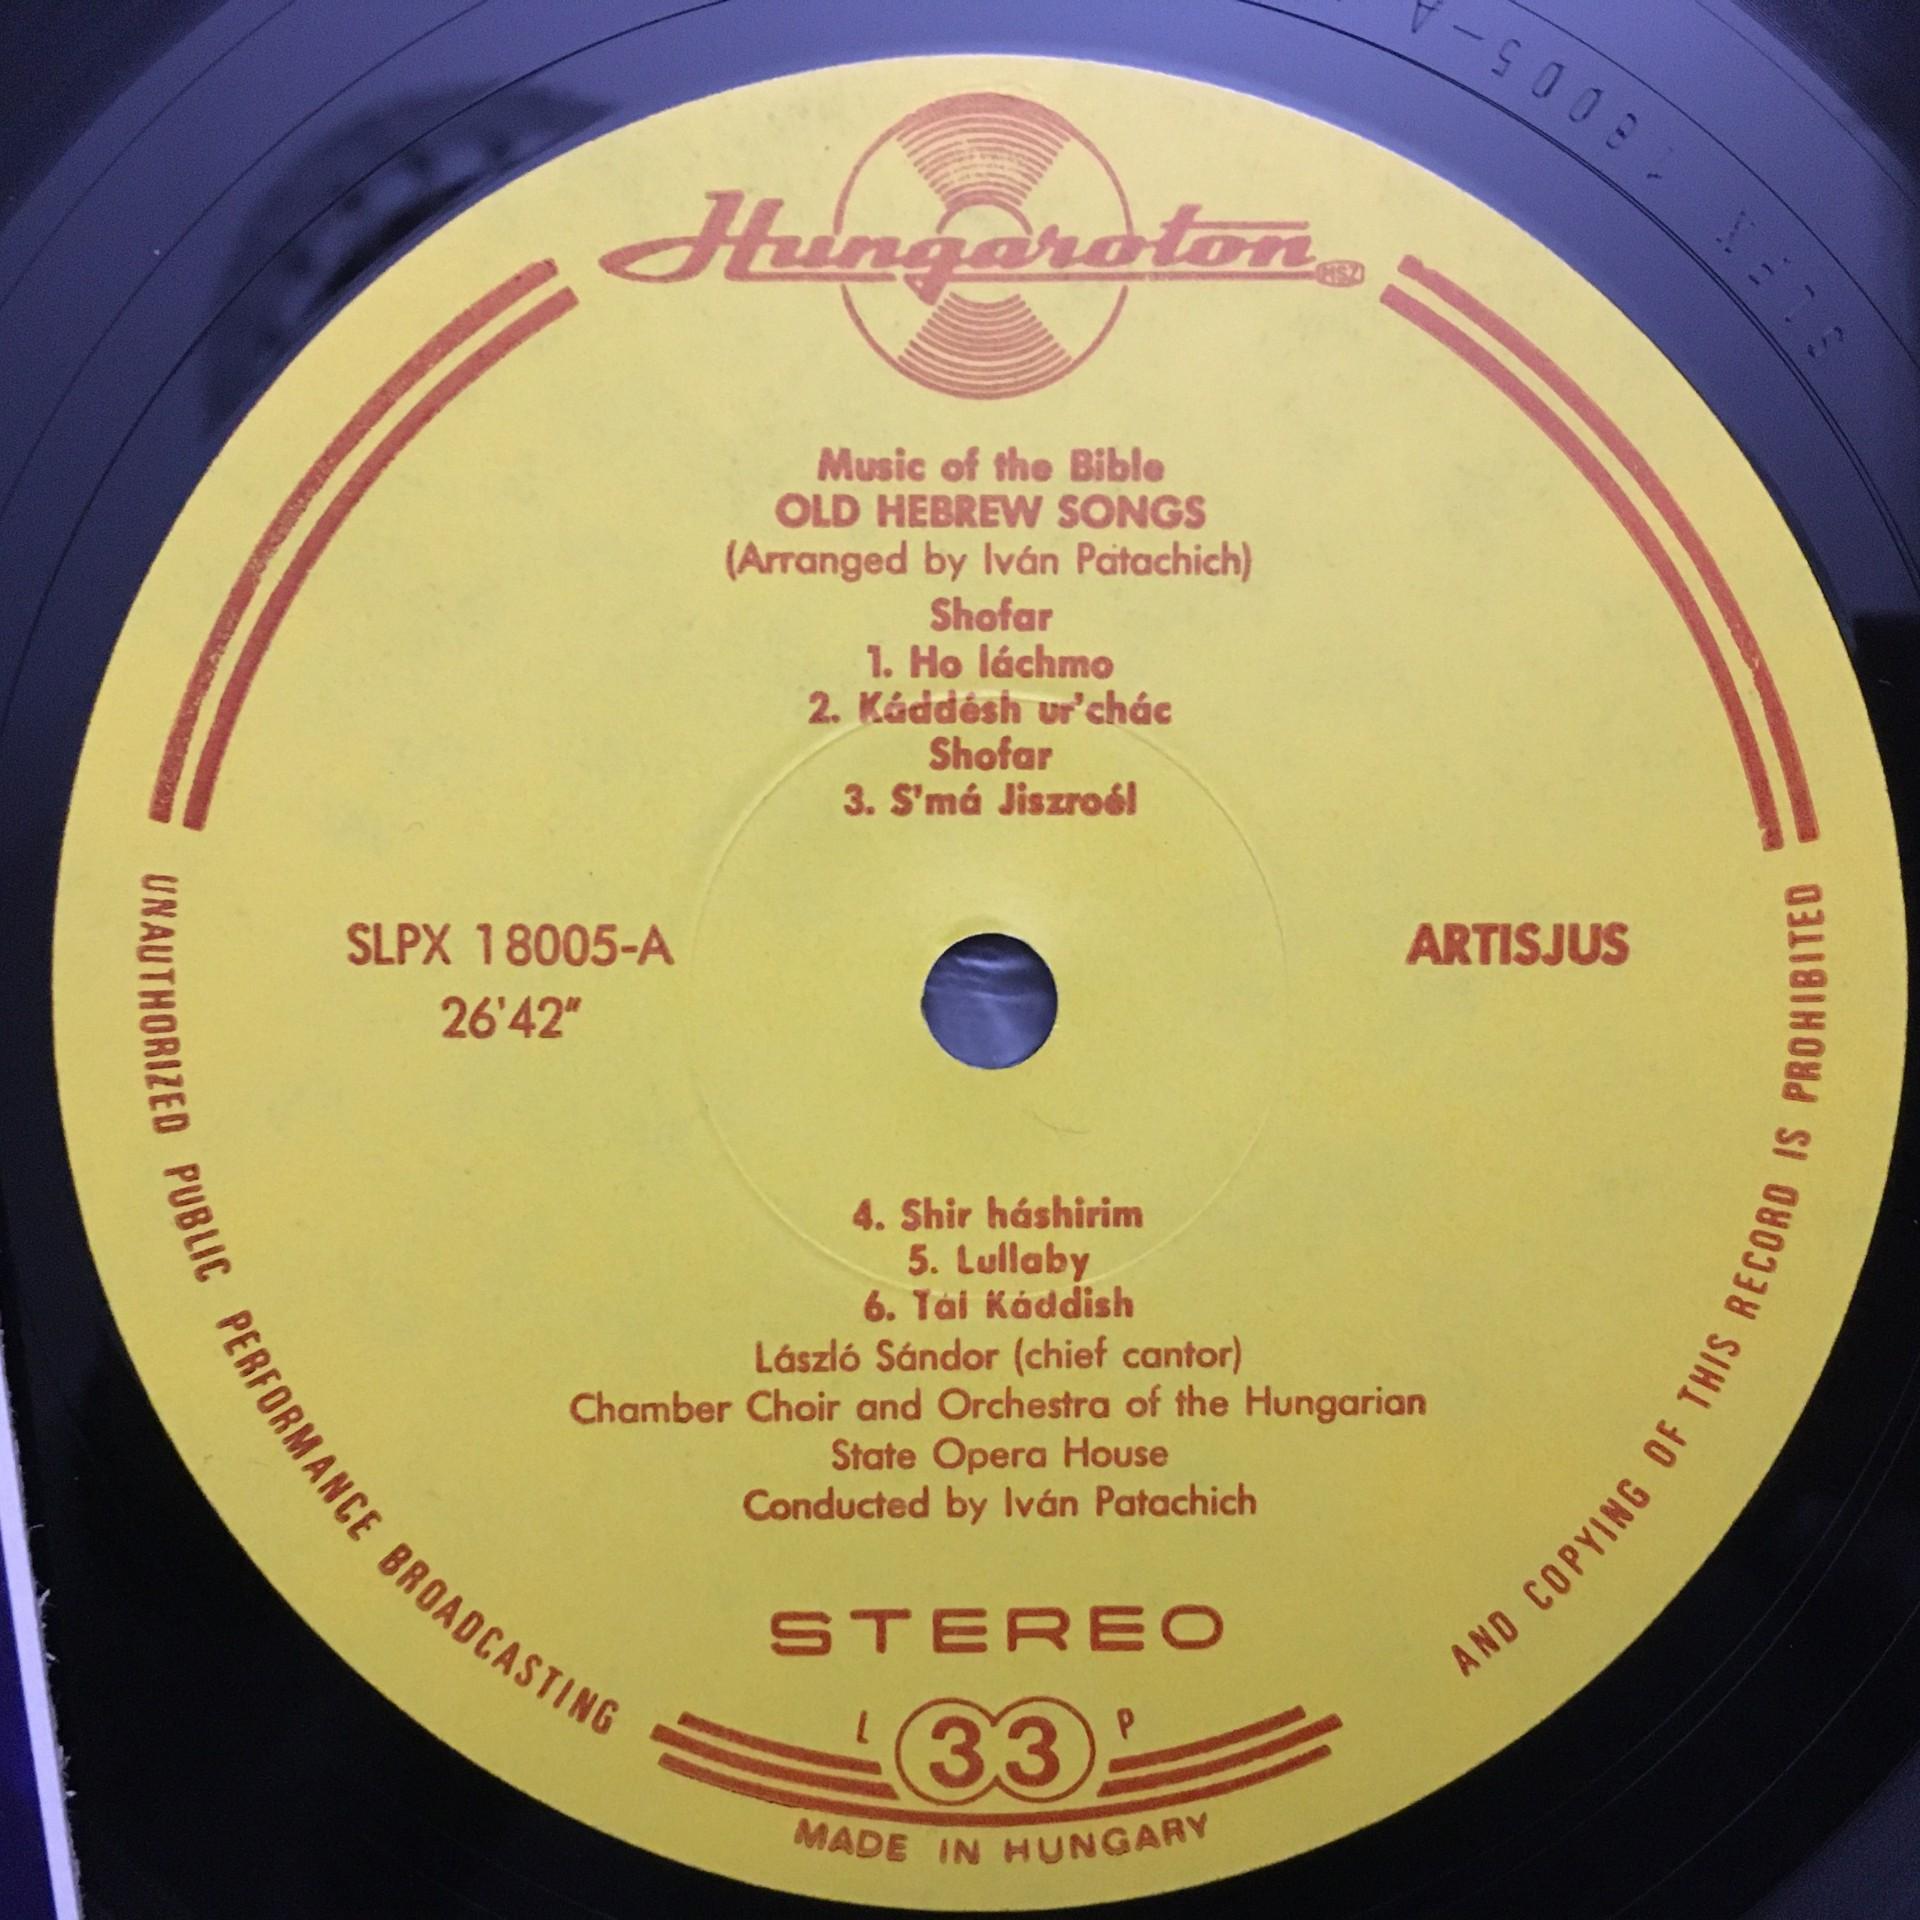 Hungaroton
MSZ
Music of the Bible
OLD HEBREW SONGS
(Arranged by Iván Patachich)
Shofar
1. Ho láchmo
2. Káddésh ur'chác
Shofar
3. S'má Jiszroél
SLPX 18005-A
26'42"
ARTISJUS
4. Shir háshirim
5. Lullaby
6. Tál Káddish
László Sándor (chief cantor)
Chamber Choir and Orchestra of the Hungarian
State Opera House
Conducted by Iván Patachich
STEREO
L 33 P
MADE IN HUNGARY
UNAUTHORIZED PUBLIC PERFORMANCE BROADCASTING AND COPYING OF THIS RECORD IS PROHIBITED